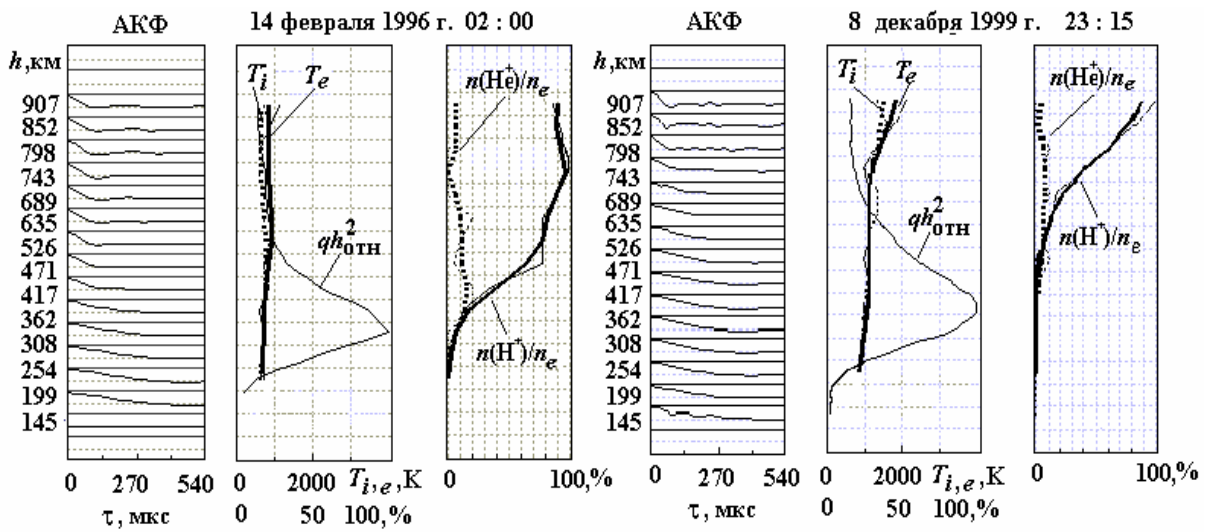 АКФ 14 февраля 1996 г. 02 : 00
h,км
907
852
798
743
689
635
526
471
417
362
308
254
199
145
T_i T_e
qh²отн
n(He⁺)/n_e
n(H⁺)/n_e
0 270 540
τ, мкс
0 2000 T_i,e,К
0 50 100,%
0 100,%
АКФ 8 декабря 1999 г. 23 : 15
h,км
907
852
798
743
689
635
526
471
417
362
308
254
199
145
T_i T_e
qh²отн
n(He⁺)/n_e
n(H⁺)/n_e
0 270 540
τ, мкс
0 2000 T_i,e,К
0 50 100,%
0 100,%